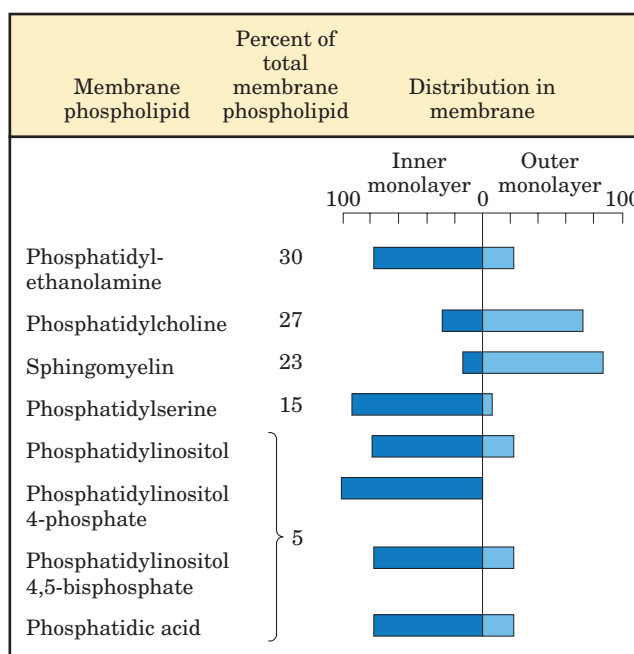 Membrane
phospholipid
Percent of
total
membrane
phospholipid
Distribution in
membrane
Inner
monolayer
Outer
monolayer
100 0 100
Phosphatidyl-
ethanolamine
30
Phosphatidylcholine 27
Sphingomyelin 23
Phosphatidylserine 15
Phosphatidylinositol
Phosphatidylinositol
4-phosphate
5
Phosphatidylinositol
4,5-bisphosphate
Phosphatidic acid